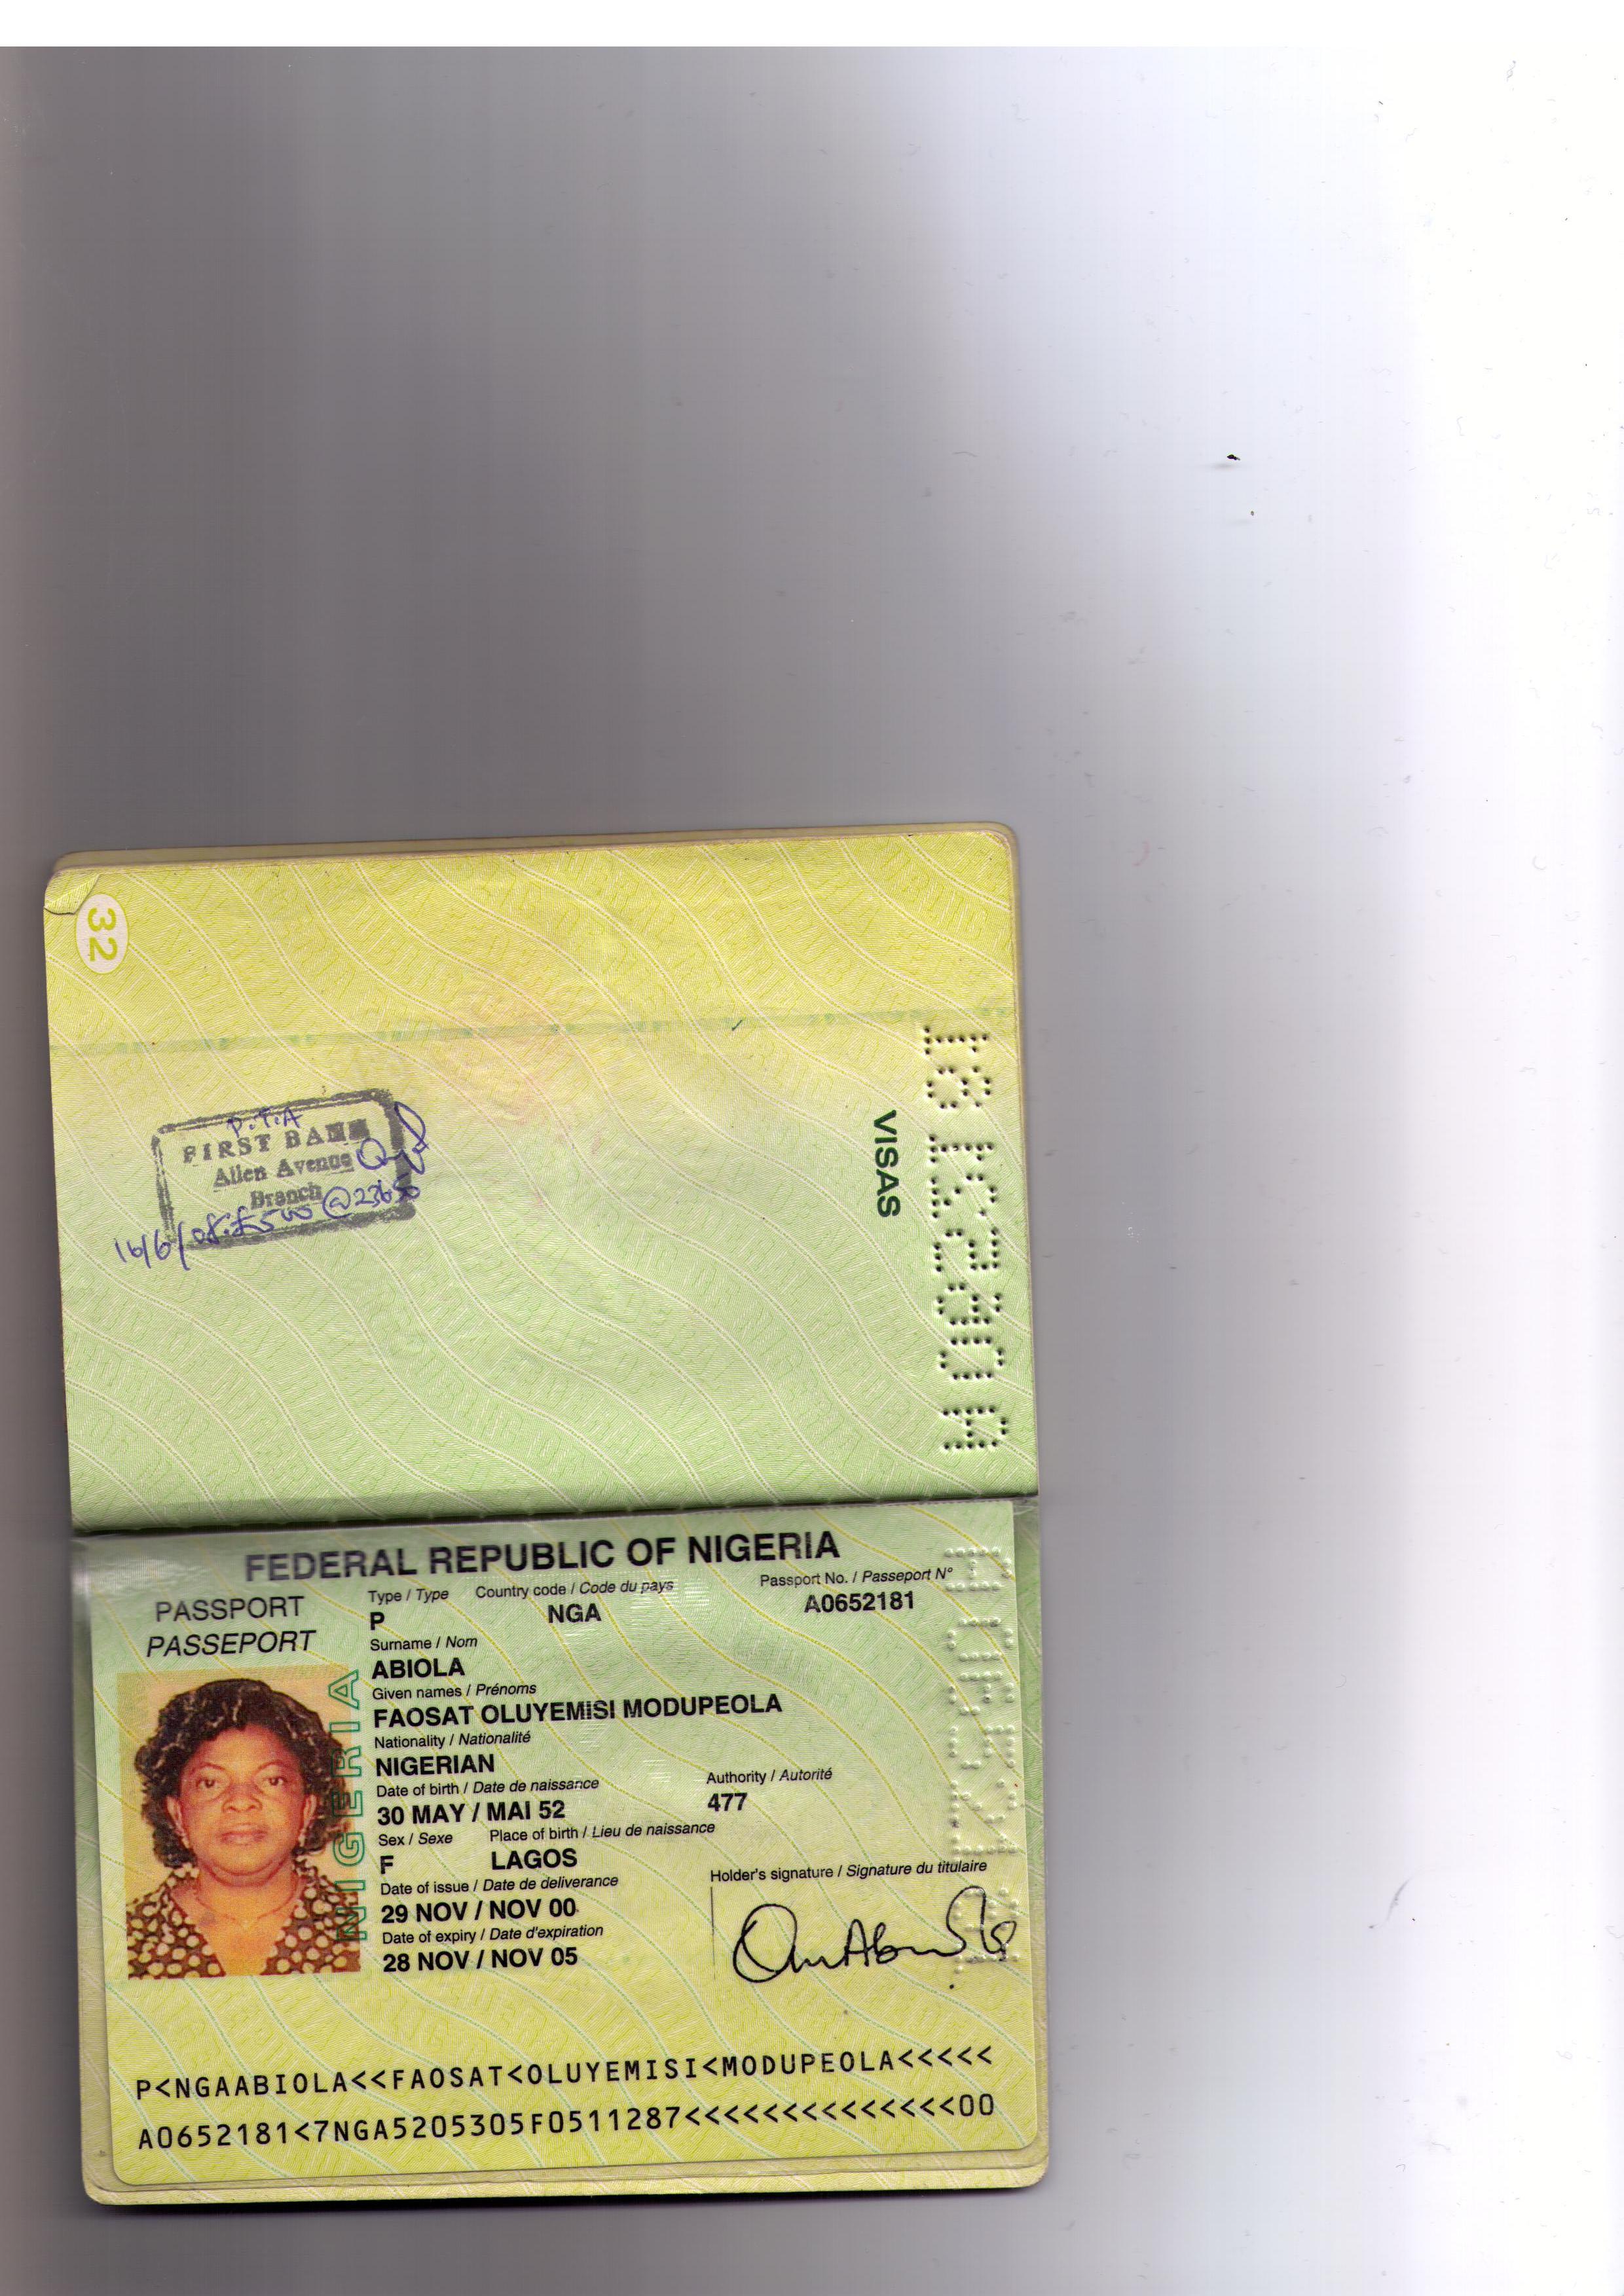 32
P.T.A
FIRST BANK
Allen Avenue
Branch
16/6/08.£500 @236.50
VISAS
A0652181
FEDERAL REPUBLIC OF NIGERIA
PASSPORT
PASSEPORT
Type / Type Country code / Code du pays Passport No. / Passeport N°
P NGA A0652181
Surname / Nom
ABIOLA
Given names / Prénoms
FAOSAT OLUYEMISI MODUPEOLA
Nationality / Nationalité
NIGERIAN
Date of birth / Date de naissance Authority / Autorité
30 MAY / MAI 52 477
Sex / Sexe Place of birth / Lieu de naissance
F LAGOS
Date of issue / Date de deliverance Holder's signature / Signature du titulaire
29 NOV / NOV 00
Date of expiry / Date d'expiration
28 NOV / NOV 05
NIGERIA
P<NGAABIOLA<<FAOSAT<OLUYEMISI<MODUPEOLA<<<<<
A0652181<7NGA5205305F0511287<<<<<<<<<<<<<<00